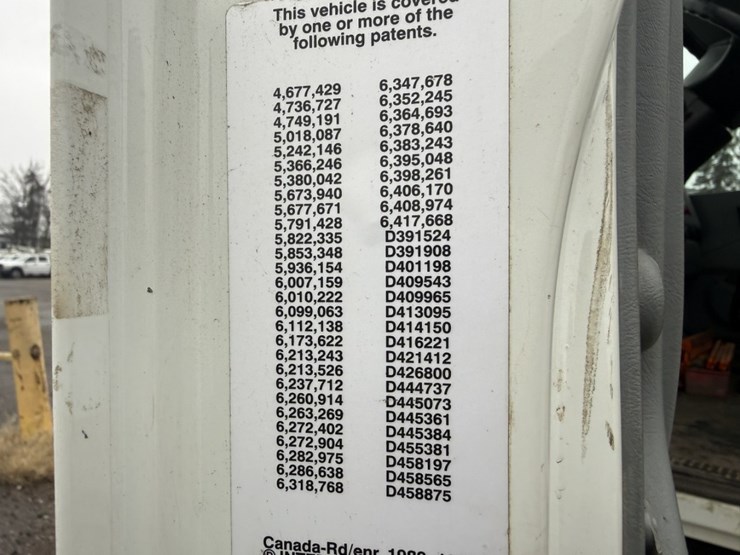 This vehicle is covered
by one or more of the
following patents.
4,677,429
4,736,727
4,749,191
5,018,087
5,242,146
5,366,246
5,380,042
5,673,940
5,677,671
5,791,428
5,822,335
5,853,348
5,936,154
6,007,159
6,010,222
6,099,063
6,112,138
6,173,622
6,213,243
6,213,526
6,237,712
6,260,914
6,263,269
6,272,402
6,272,904
6,282,975
6,286,638
6,318,768
6,347,678
6,352,245
6,364,693
6,378,640
6,383,243
6,395,048
6,398,261
6,406,170
6,408,974
6,417,668
D391524
D391908
D401198
D409543
D409965
D413095
D414150
D416221
D421412
D426800
D444737
D445073
D445361
D445384
D455381
D458197
D458565
D458875
Canada-Rd/enr